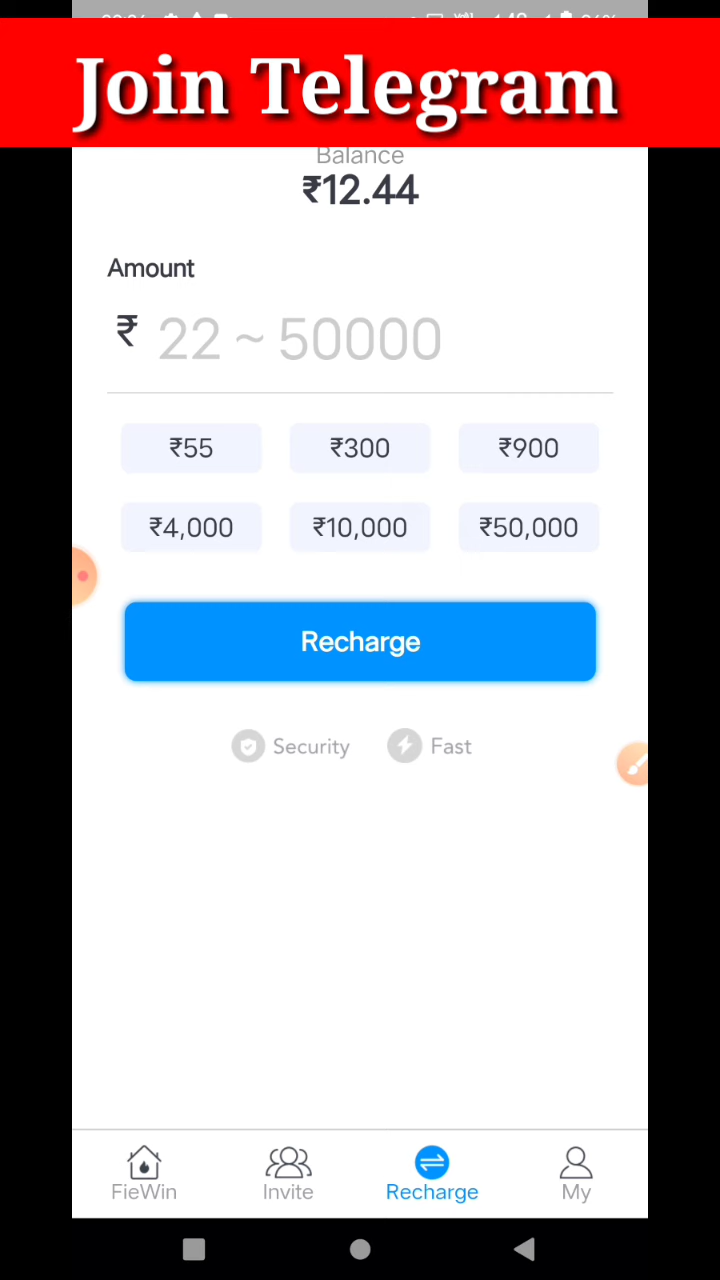 Join Telegram
Balance
₹12.44
Amount
₹ 22 ~ 50000
₹55 ₹300 ₹900
₹4,000 ₹10,000 ₹50,000
Recharge
Security Fast
FieWin Invite Recharge My